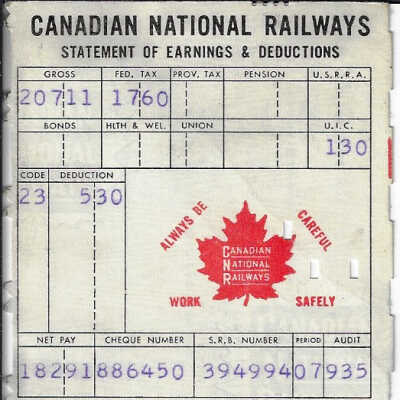 CANADIAN NATIONAL RAILWAYS
STATEMENT OF EARNINGS & DEDUCTIONS
GROSS FED. TAX PROV. TAX PENSION U.S.R.R.A.
20711 1760
BONDS HLTH & WEL. UNION U.I.C.
130
CODE DEDUCTION
23 530
ALWAYS BE CAREFUL
CANADIAN
NATIONAL
RAILWAYS
WORK SAFELY
NET PAY CHEQUE NUMBER S.R.B. NUMBER PERIOD AUDIT
18291 886450 394994 07 935